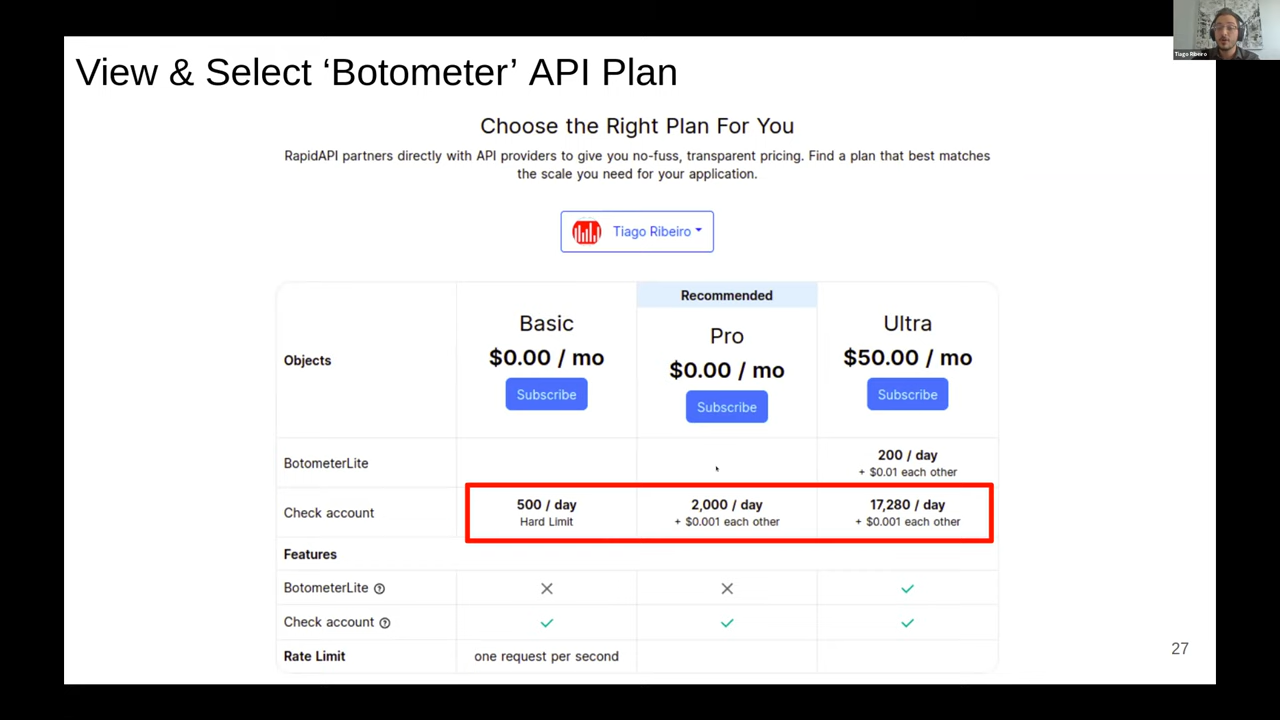 Tiago Ribeiro
View & Select ‘Botometer’ API Plan
Choose the Right Plan For You
RapidAPI partners directly with API providers to give you no-fuss, transparent pricing. Find a plan that best matches
the scale you need for your application.
Tiago Ribeiro
Recommended
Objects
Basic
$0.00 / mo
Subscribe
Pro
$0.00 / mo
Subscribe
Ultra
$50.00 / mo
Subscribe
BotometerLite
200 / day
+ $0.01 each other
Check account
500 / day
Hard Limit
2,000 / day
+ $0.001 each other
17,280 / day
+ $0.001 each other
Features
BotometerLite
Check account
Rate Limit
one request per second
27